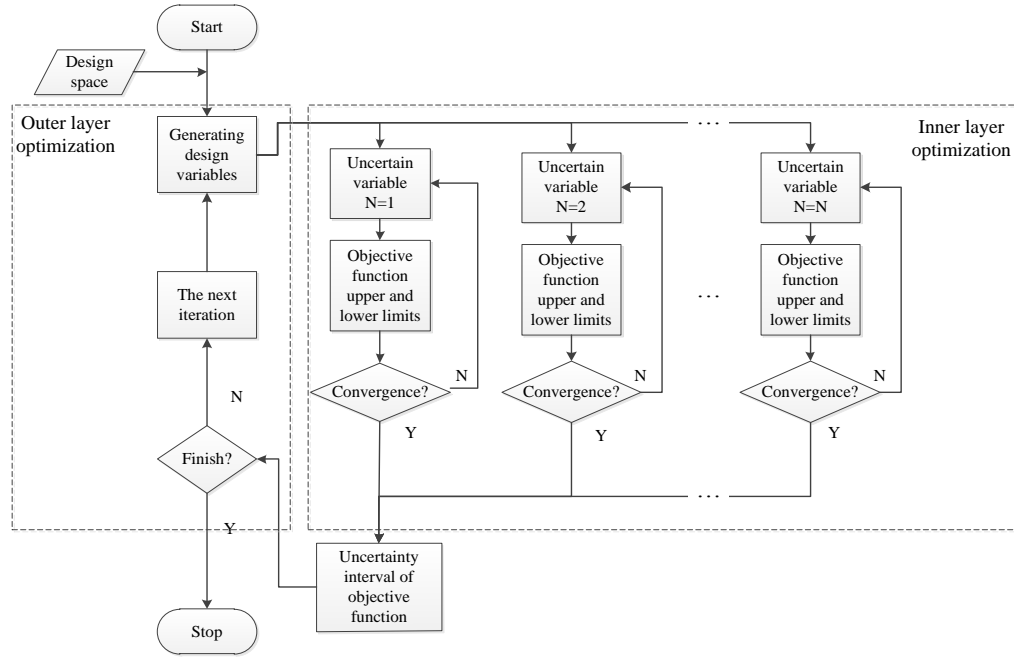 Start
Design
space
Outer layer
optimization
Generating
design
variables
The next
iteration
N
Finish?
Y
Stop
Inner layer
optimization
Uncertain
variable
N=1
Objective
function
upper and
lower limits
Convergence?
N
Y
Uncertain
variable
N=2
Objective
function
upper and
lower limits
Convergence?
N
Y
...
...
...
Uncertain
variable
N=N
Objective
function
upper and
lower limits
Convergence?
N
Y
Uncertainty
interval of
objective
function